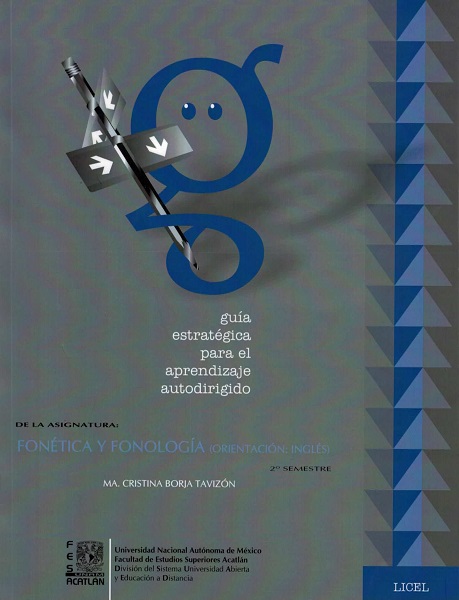 g
guía
estratégica
para el
aprendizaje
autodirigido
DE LA ASIGNATURA:
FONÉTICA Y FONOLOGÍA (ORIENTACIÓN: INGLÉS)
2º SEMESTRE
MA. CRISTINA BORJA TAVIZÓN
FES
UNAM
ACATLÁN
Universidad Nacional Autónoma de México
Facultad de Estudios Superiores Acatlán
División del Sistema Universidad Abierta
y Educación a Distancia
LICEL